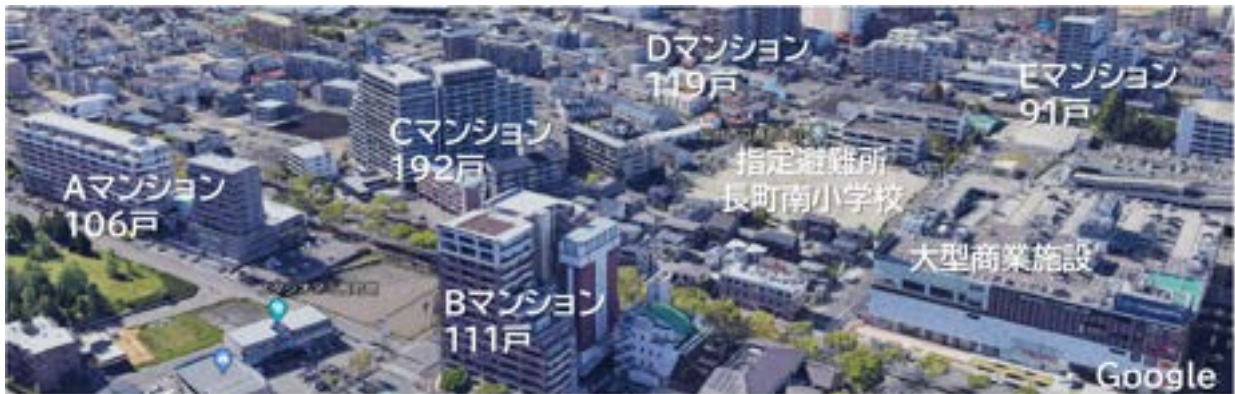 Dマンション
119戸
Eマンション
91戸
Cマンション
192戸
指定避難所
長町南小学校
Aマンション
106戸
大型商業施設
Bマンション
111戸
Google